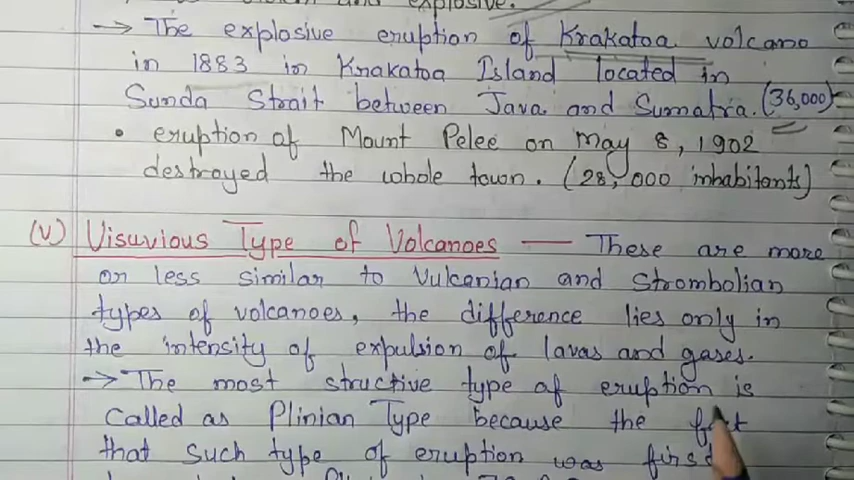 explosive.
→ The explosive eruption of Krakatoa volcano
in 1883 in Krakatoa Island located in
Sunda Strait between Java and Sumatra. (36,000)
• eruption of Mount Pelee on may 8, 1902
destroyed the whole town. (28,000 inhabitants)
(V) Visuvious Type of Volcanoes — These are more
or less similar to Vulcanian and Strombolian
types of volcanoes, the difference lies only in
the intensity of expulsion of lavas and gases.
→ The most structive type of eruption is
called as Plinian Type because the
that such type of eruption was first